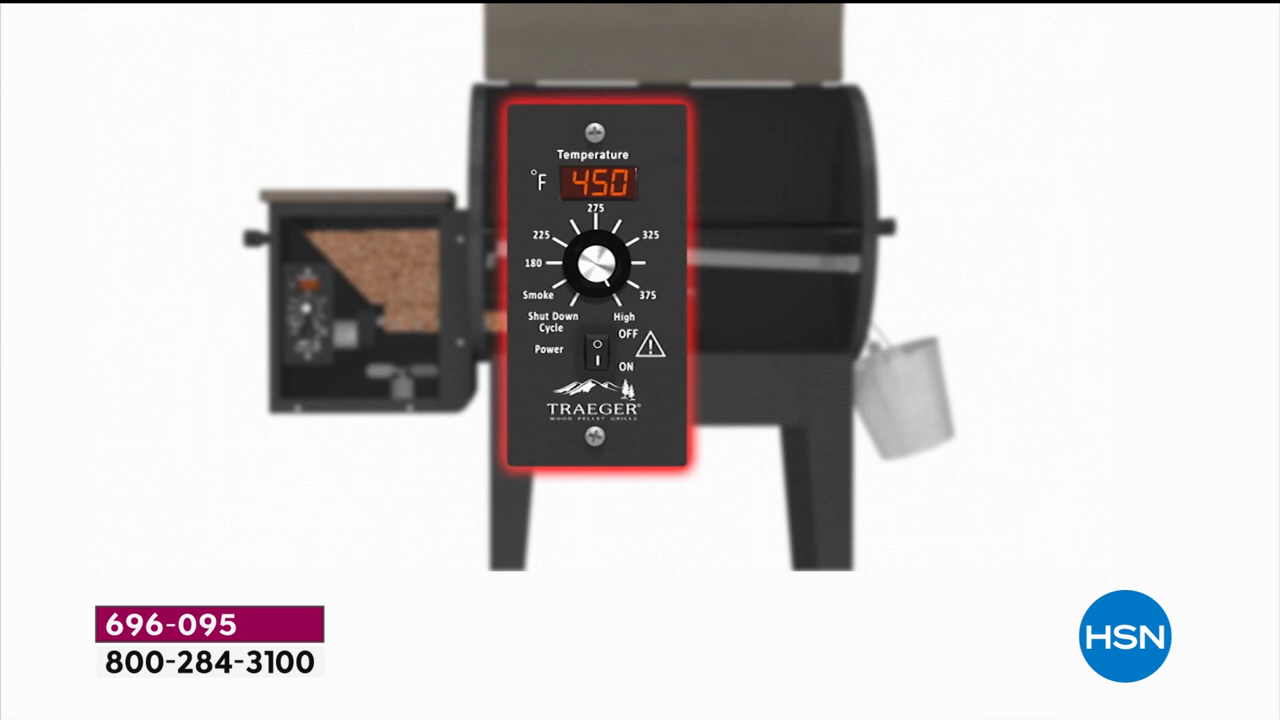 Temperature
°F 450
275
225
325
180
Smoke
375
Shut Down
Cycle
High
OFF
Power
ON
TRAEGER®
WOOD PELLET GRILLS
696-095
800-284-3100
HSN